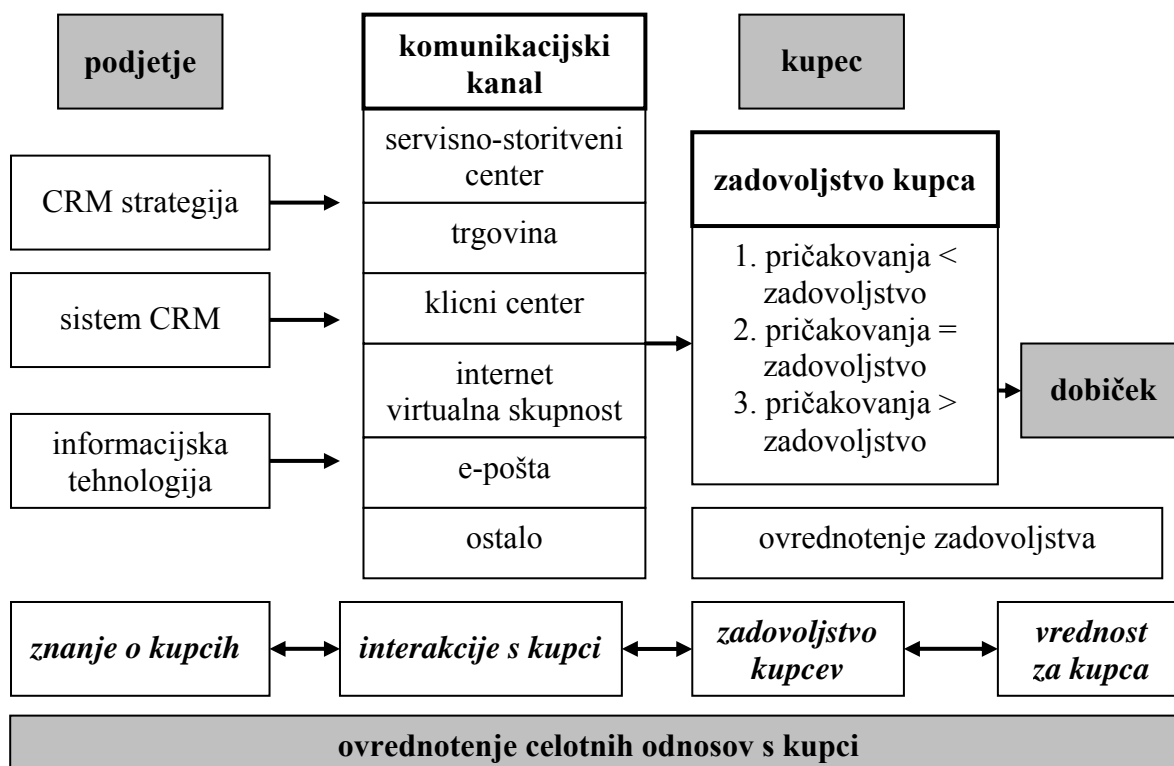 podjetje
komunikacijski
kanal
kupec
CRM strategija
sistem CRM
informacijska
tehnologija
servisno-storitveni
center
trgovina
klicni center
internet
virtualna skupnost
e-pošta
ostalo
zadovoljstvo kupca
1. pričakovanja <
zadovoljstvo
2. pričakovanja =
zadovoljstvo
3. pričakovanja >
zadovoljstvo
dobiček
ovrednotenje zadovoljstva
znanje o kupcih
interakcije s kupci
zadovoljstvo
kupcev
vrednost
za kupca
ovrednotenje celotnih odnosov s kupci